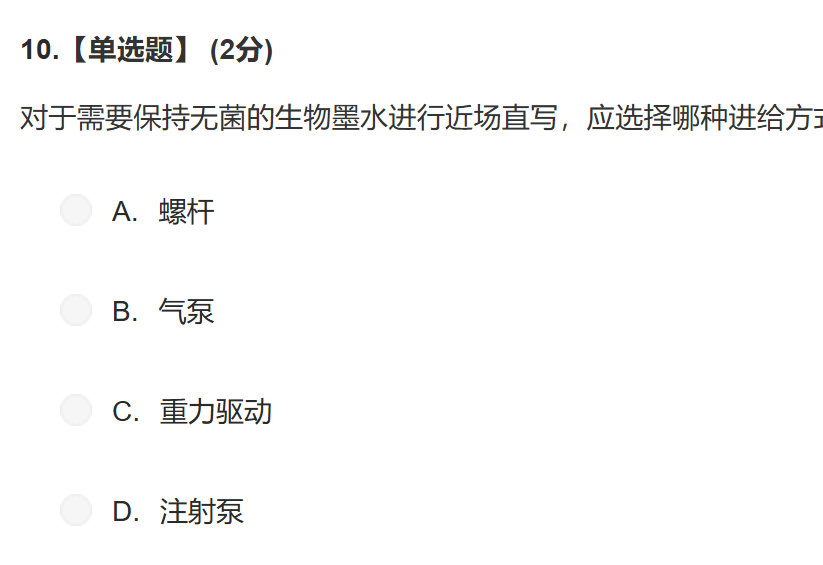 10.【单选题】 (2分)
对于需要保持无菌的生物墨水进行近场直写，应选择哪种进给方
A. 螺杆
B. 气泵
C. 重力驱动
D. 注射泵